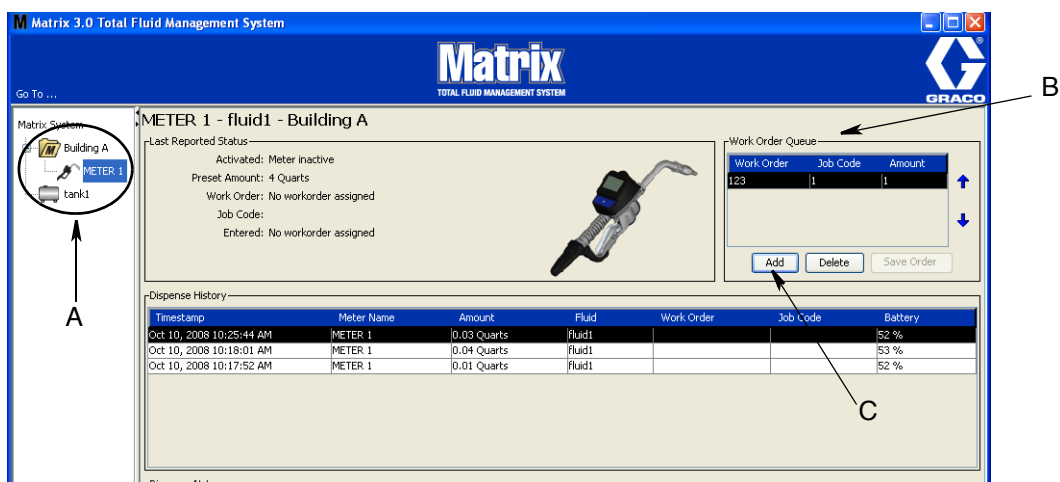 M Matrix 3.0 Total Fluid Management System
Matrix
TOTAL FLUID MANAGEMENT SYSTEM
Go To ...
GRACO
B
Matrix System
Building A
METER 1
tank1
A
METER 1 - fluid1 - Building A
Last Reported Status
Activated: Meter inactive
Preset Amount: 4 Quarts
Work Order: No workorder assigned
Job Code:
Entered: No workorder assigned
Work Order Queue
Work Order Job Code Amount
123 1 1
Add Delete Save Order
Dispense History
Timestamp Meter Name Amount Fluid Work Order Job Code Battery
Oct 10, 2008 10:25:44 AM METER 1 0.03 Quarts fluid1 52 %
Oct 10, 2008 10:18:01 AM METER 1 0.04 Quarts fluid1 53 %
Oct 10, 2008 10:17:52 AM METER 1 0.01 Quarts fluid1 52 %
C